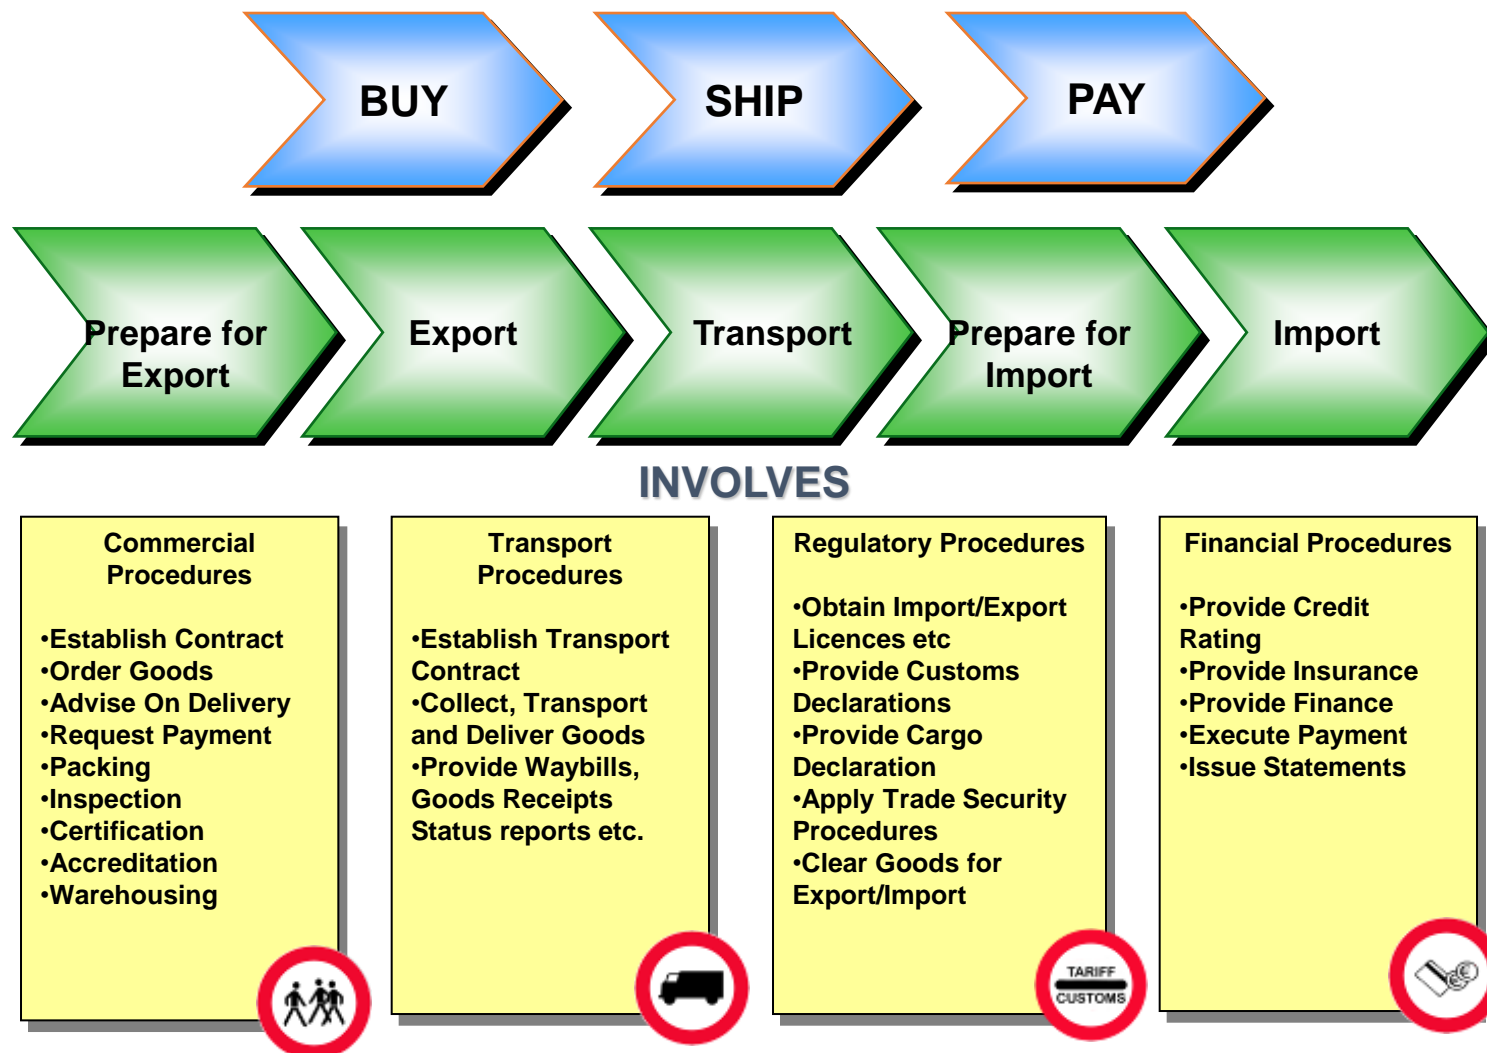 BUY
SHIP
PAY
Prepare for
Export
Export
Transport
Prepare for
Import
Import
INVOLVES
Commercial
Procedures
•Establish Contract
•Order Goods
•Advise On Delivery
•Request Payment
•Packing
•Inspection
•Certification
•Accreditation
•Warehousing
Transport
Procedures
•Establish Transport
Contract
•Collect, Transport
and Deliver Goods
•Provide Waybills,
Goods Receipts
Status reports etc.
Regulatory Procedures
•Obtain Import/Export
Licences etc
•Provide Customs
Declarations
•Provide Cargo
Declaration
•Apply Trade Security
Procedures
•Clear Goods for
Export/Import
TARIFF
CUSTOMS
Financial Procedures
•Provide Credit
Rating
•Provide Insurance
•Provide Finance
•Execute Payment
•Issue Statements